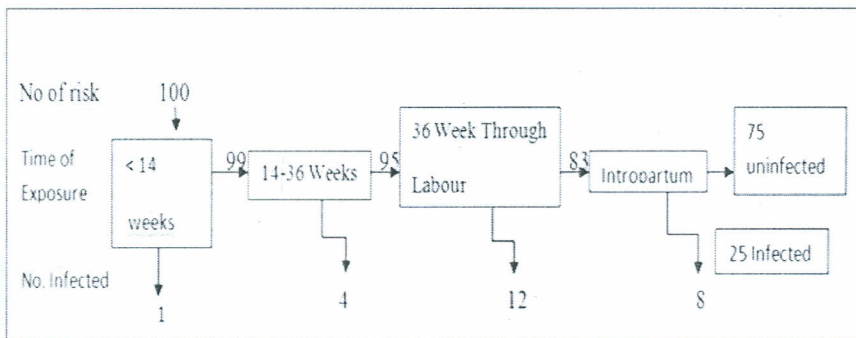 No of risk 100
Time of
Exposure
< 14
weeks
99
14-36 Weeks
95
36 Week Through
Labour
83
Intropartum
75
uninfected
25 Infected
No. Infected
1
4
12
8